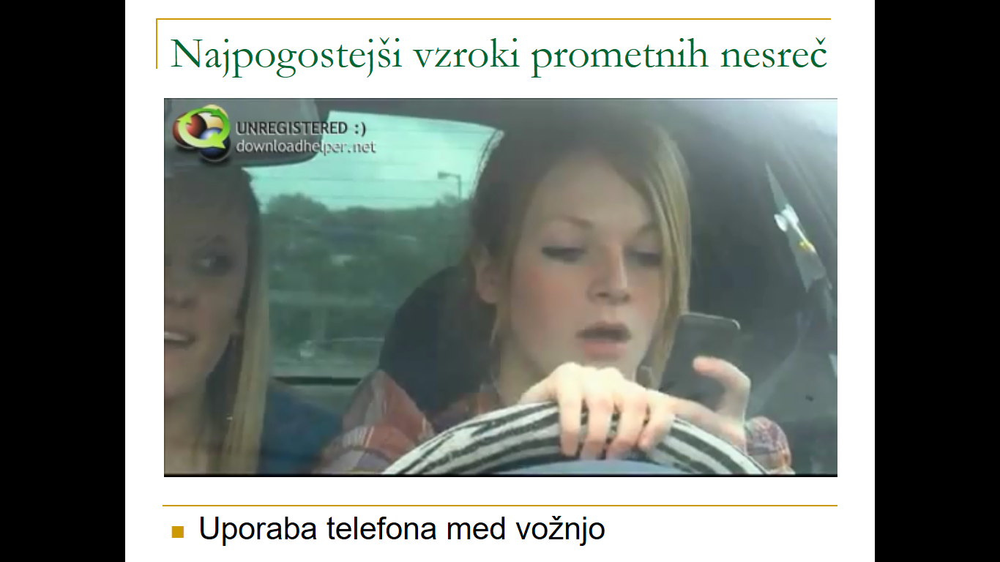 Najpogostejši vzroki prometnih nesreč
UNREGISTERED :)
downloadhelper.net
Uporaba telefona med vožnjo